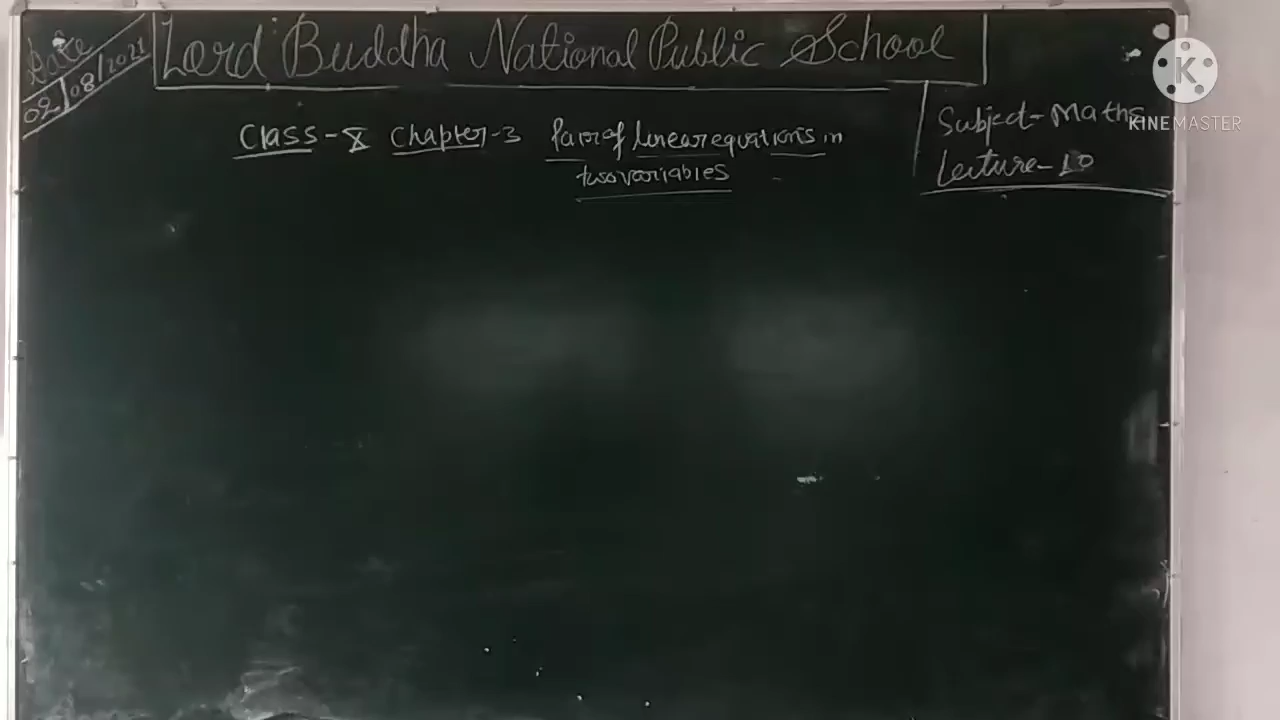 Date
02/08/2021
Lord Buddha National Public School
Class-X Chapter-3 Pair of linear equations in
two variables
Subject-Maths
Lecture-10
K
KINEMASTER